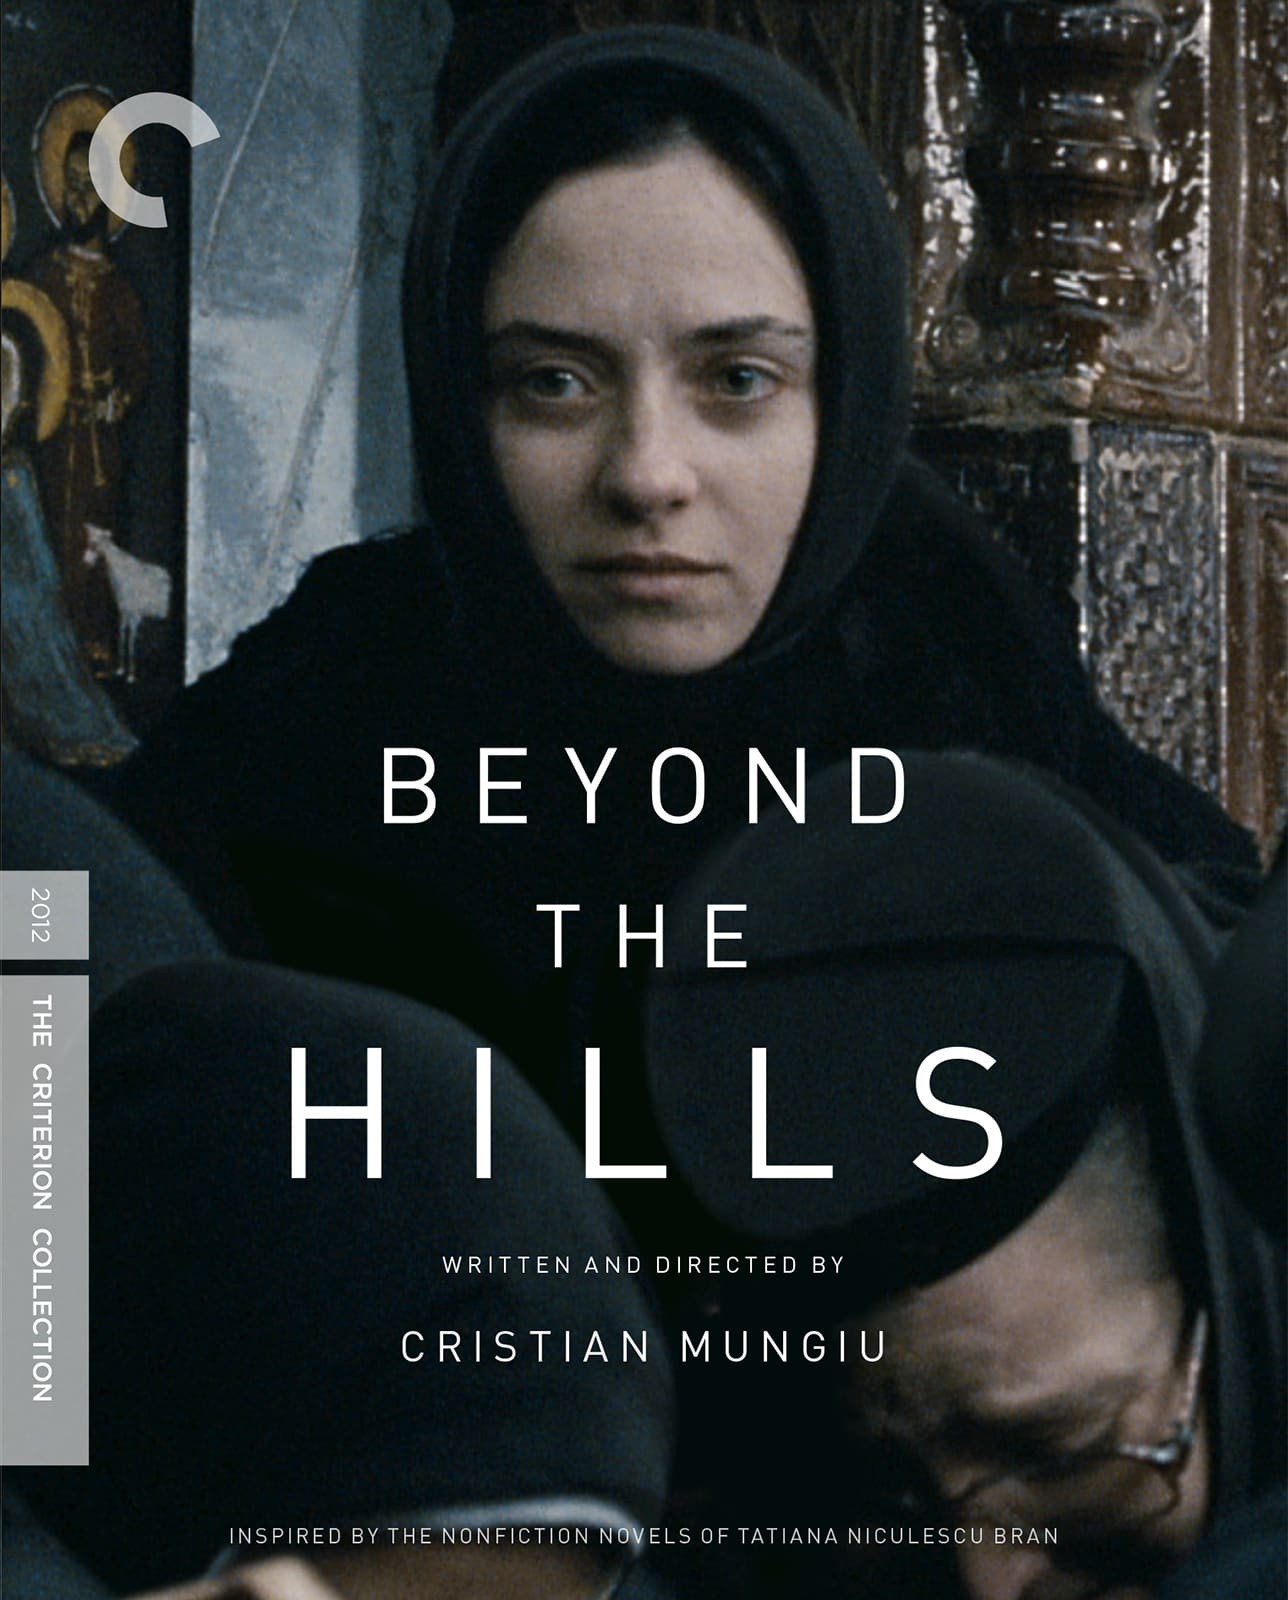 BEYOND
THE
HILLS
WRITTEN AND DIRECTED BY
CRISTIAN MUNGIU
INSPIRED BY THE NONFICTION NOVELS OF TATIANA NICULESCU BRAN
2012
THE CRITERION COLLECTION